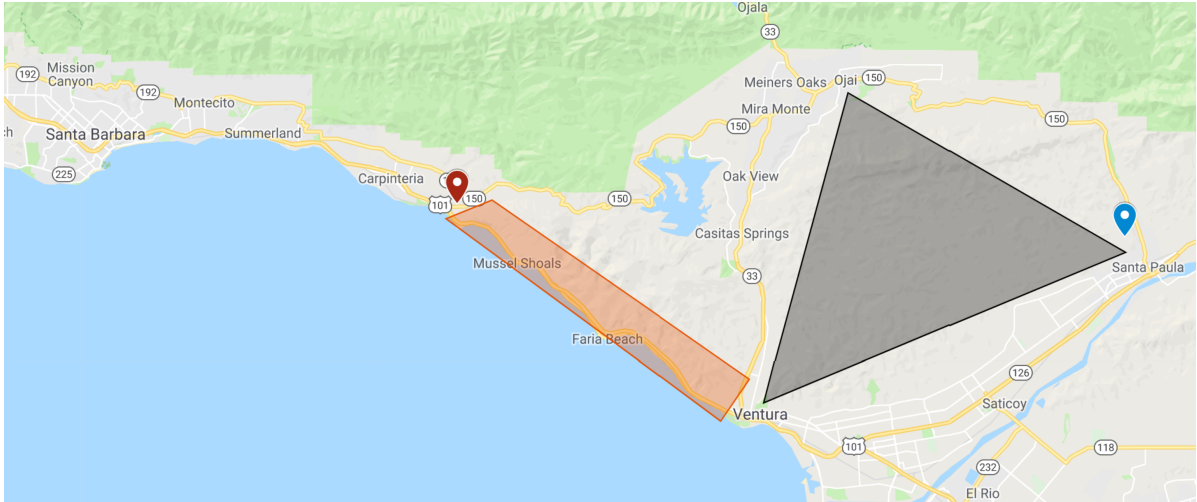 Ojala
33
192
Mission
Canyon
192
Montecito
Meiners Oaks
Ojai
150
Mira Monte
150
150
ch
Santa Barbara
Summerland
225
Carpinteria
101
150
150
Oak View
Casitas Springs
Mussel Shoals
33
Santa Paula
Faria Beach
126
Ventura
Saticoy
101
118
232
El Rio